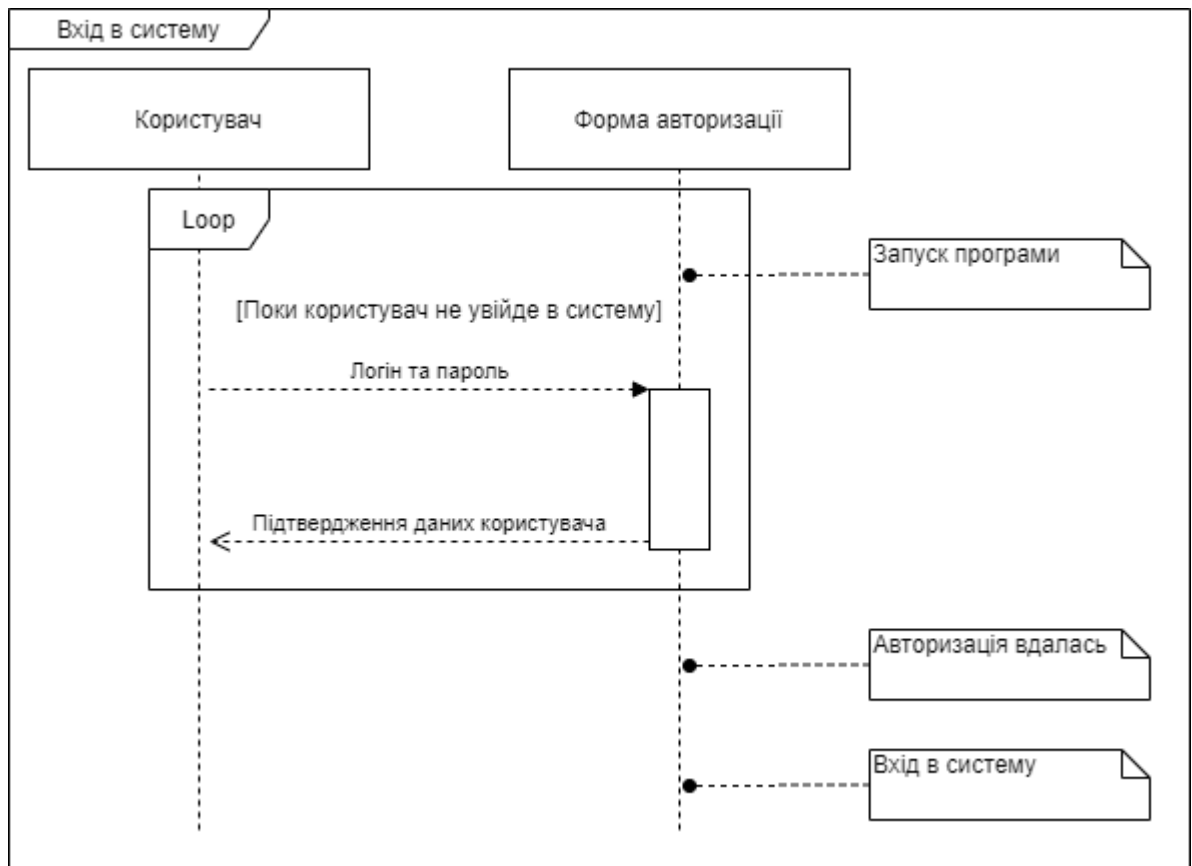 Вхід в систему
Користувач
Форма авторизації
Loop
Запуск програми
[Поки користувач не увійде в систему]
Логін та пароль
Підтвердження даних користувача
Авторизація вдалась
Вхід в систему